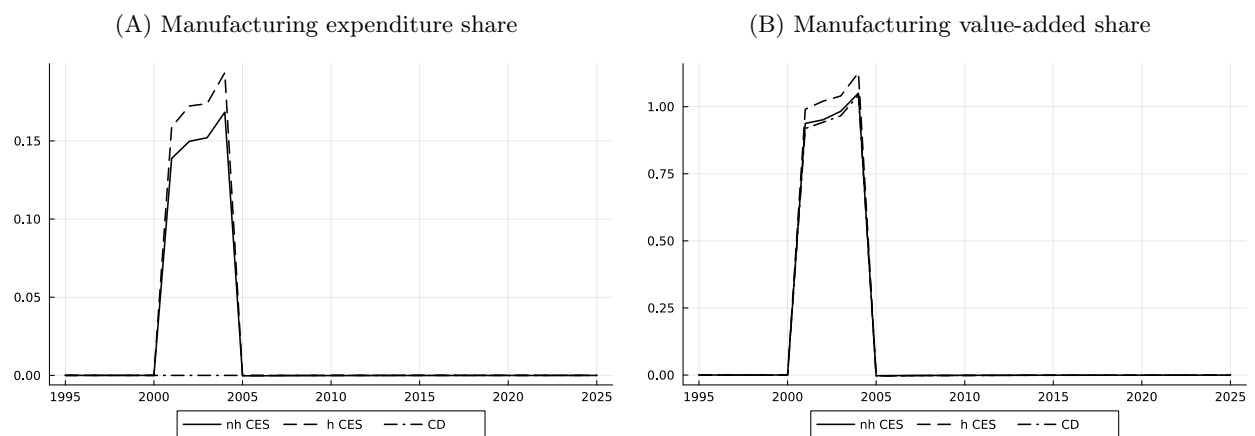 (A) Manufacturing expenditure share
0.15
0.10
0.05
0.00
1995 2000 2005 2010 2015 2020 2025
nh CES h CES CD
(B) Manufacturing value-added share
1.00
0.75
0.50
0.25
0.00
1995 2000 2005 2010 2015 2020 2025
nh CES h CES CD